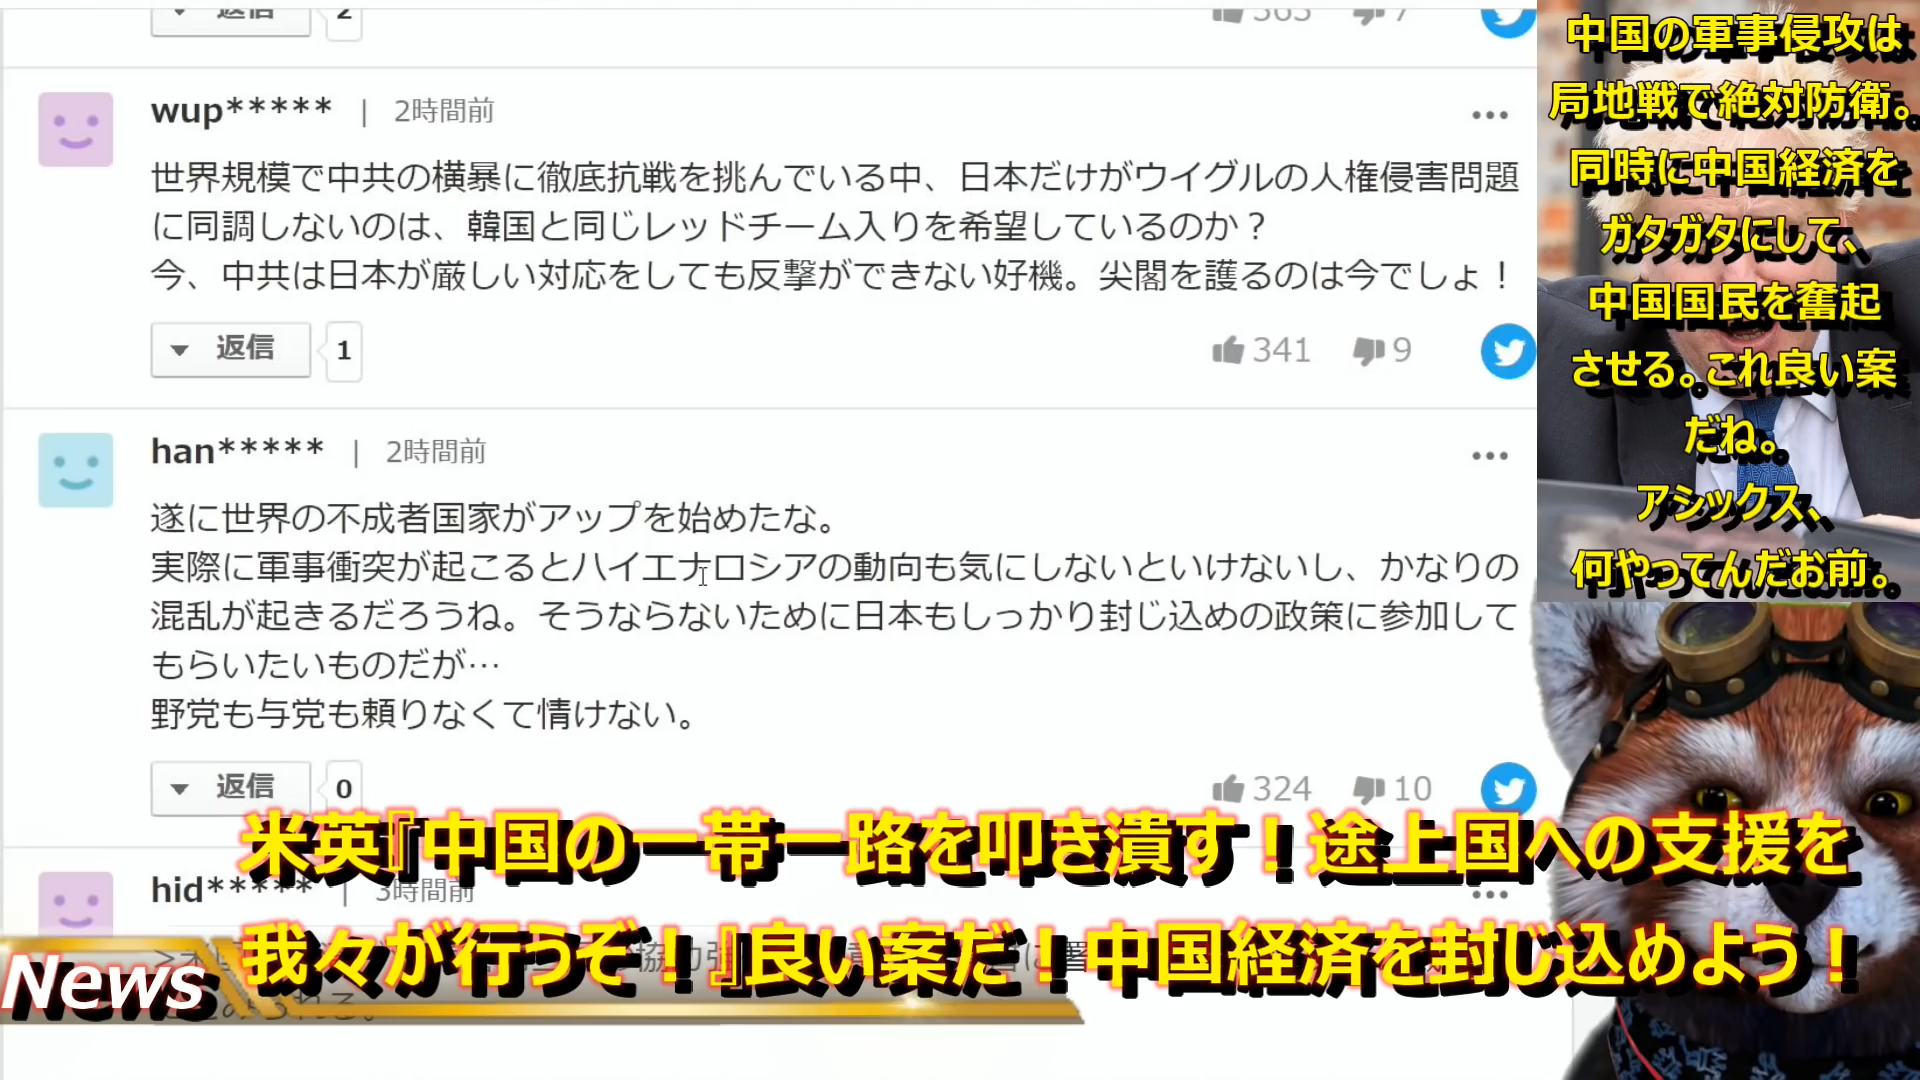 返信
2
365
7
wup***** | 2時間前
世界規模で中共の横暴に徹底抗戦を挑んでいる中、日本だけがウイグルの人権侵害問題
に同調しないのは、韓国と同じレッドチーム入りを希望しているのか？
今、中共は日本が厳しい対応をしても反撃ができない好機。尖閣を護るのは今でしょ！
返信
1
341
9
han***** | 2時間前
遂に世界の不成者国家がアップを始めたな。
実際に軍事衝突が起こるとハイエナロシアの動向も気にしないといけないし、かなりの
混乱が起きるだろうね。そうならないために日本もしっかり封じ込めの政策に参加して
もらいたいものだが…
野党も与党も頼りなくて情けない。
返信
0
324
10
hid***** | 3時間前
中国の軍事侵攻は
局地戦で絶対防衛。
同時に中国経済を
ガタガタにして、
中国国民を奮起
させる。これ良い案
だね。
アシックス、
何やってんだお前。
米英『中国の一帯一路を叩き潰す！途上国への支援を
我々が行うぞ！』良い案だ！中国経済を封じ込めよう！
News